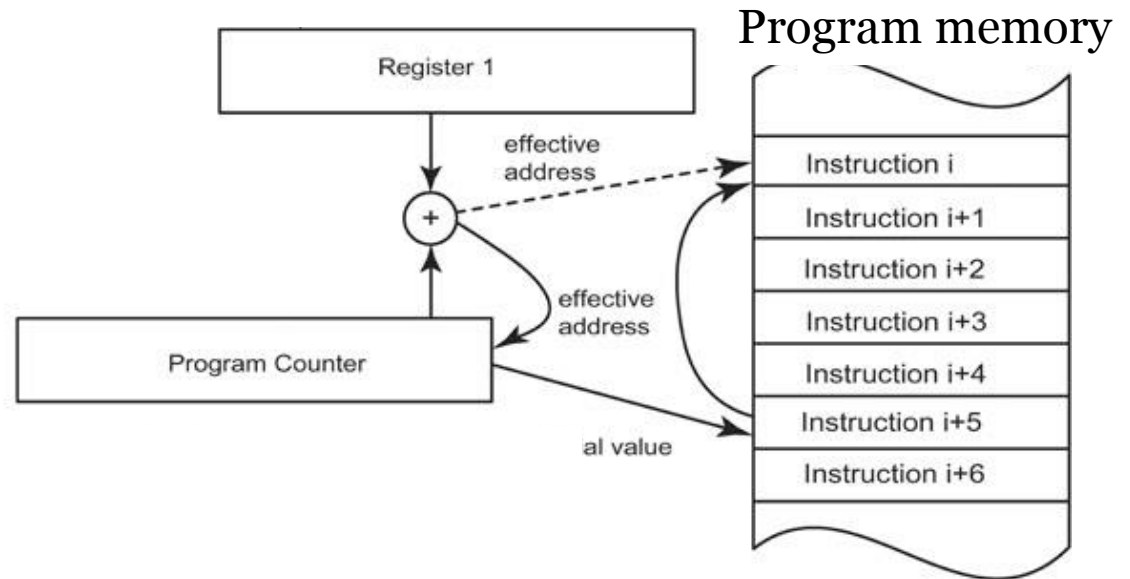 Program memory
Register 1
effective
address
Instruction i
+
Instruction i+1
Instruction i+2
effective
address
Instruction i+3
Program Counter
Instruction i+4
Instruction i+5
al value
Instruction i+6